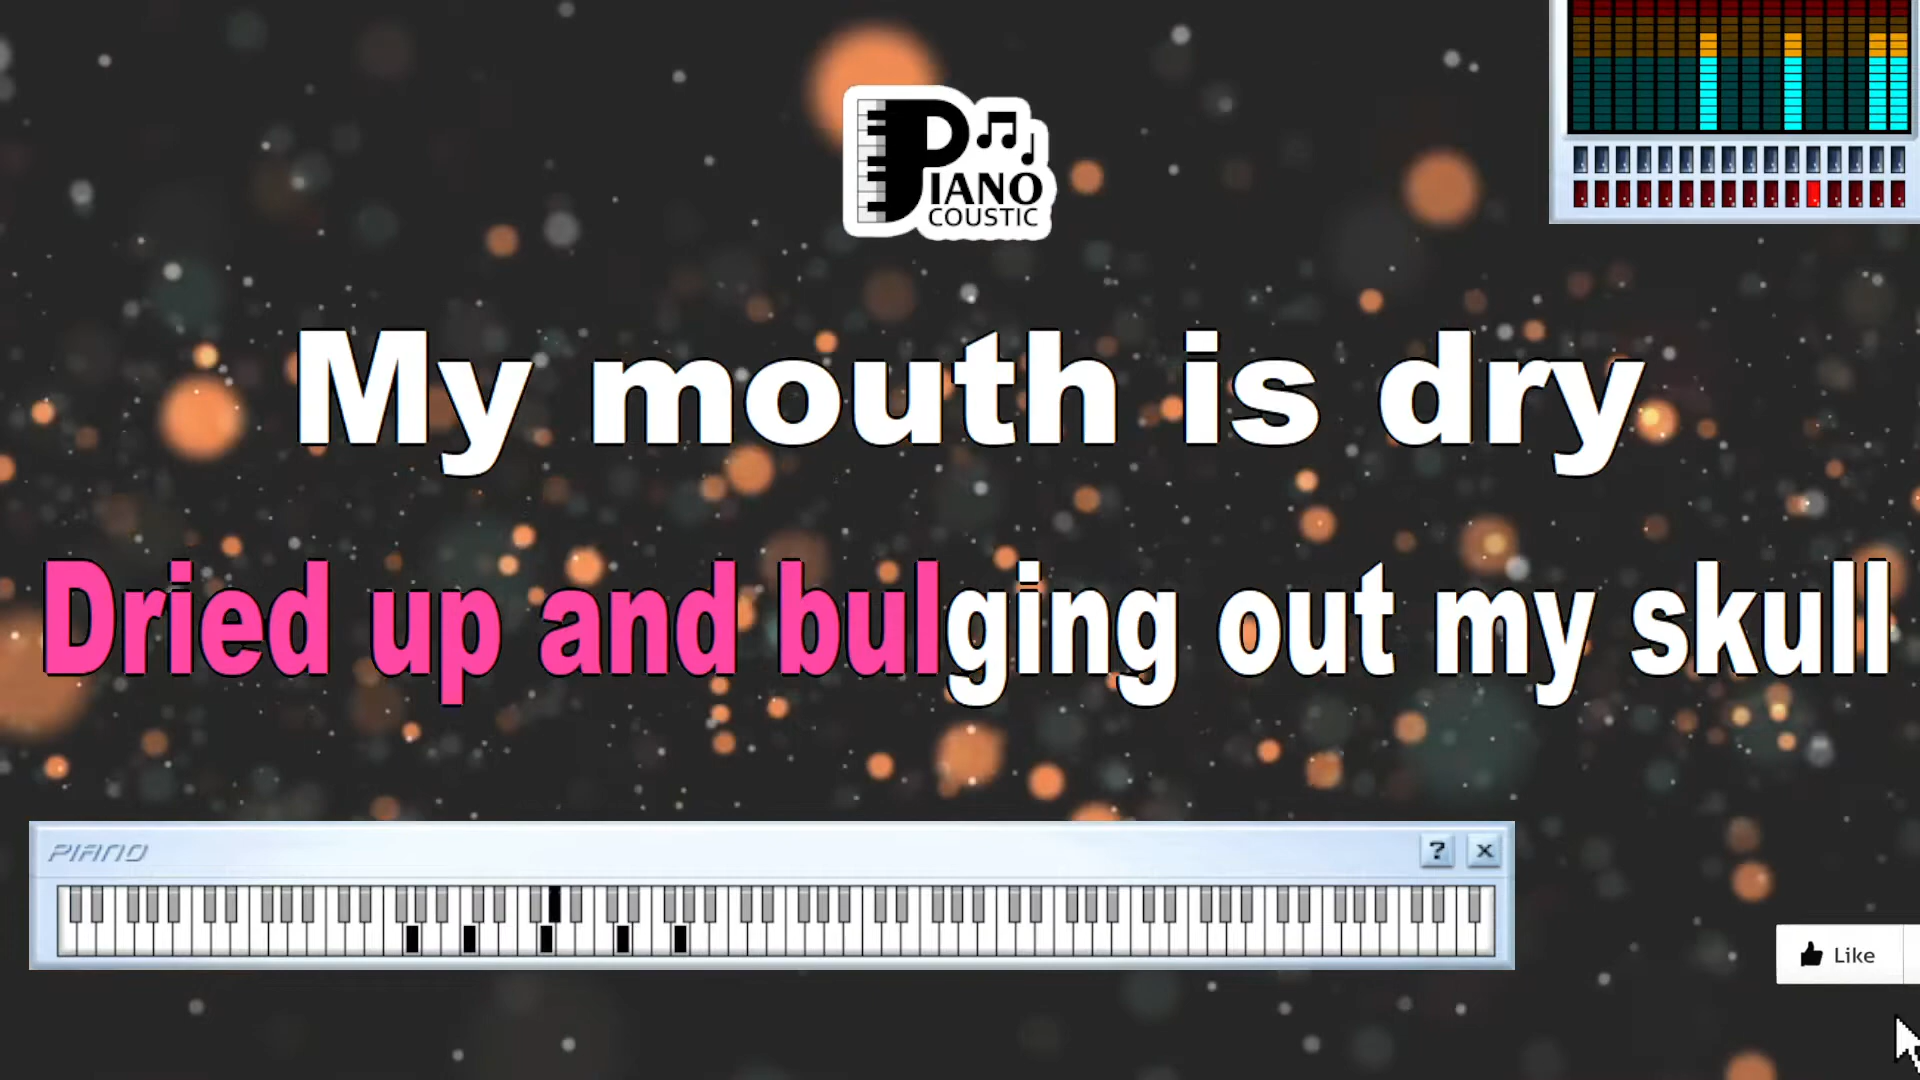 PIANO
COUSTIC
My mouth is dry
Dried up and bulging out my skull
PIANO
?
x
Like